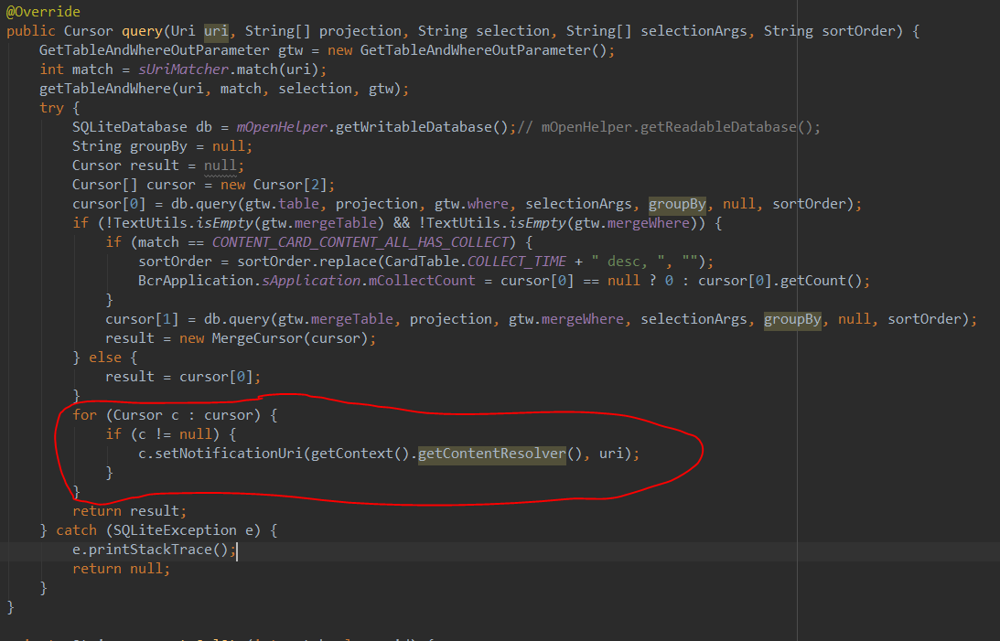 @Override
public Cursor query(Uri uri, String[] projection, String selection, String[] selectionArgs, String sortOrder) {
GetTableAndWhereOutParameter gtw = new GetTableAndWhereOutParameter();
int match = sUriMatcher.match(uri);
getTableAndWhere(uri, match, selection, gtw);
try {
SQLiteDatabase db = mOpenHelper.getWritableDatabase();// mOpenHelper.getReadableDatabase();
String groupBy = null;
Cursor result = null;
Cursor[] cursor = new Cursor[2];
cursor[0] = db.query(gtw.table, projection, gtw.where, selectionArgs, groupBy, null, sortOrder);
if (!TextUtils.isEmpty(gtw.mergeTable) && !TextUtils.isEmpty(gtw.mergeWhere)) {
if (match == CONTENT_CARD_CONTENT_ALL_HAS_COLLECT) {
sortOrder = sortOrder.replace(CardTable.COLLECT_TIME + " desc, ", "");
BcrApplication.sApplication.mCollectCount = cursor[0] == null ? 0 : cursor[0].getCount();
}
cursor[1] = db.query(gtw.mergeTable, projection, gtw.mergeWhere, selectionArgs, groupBy, null, sortOrder);
result = new MergeCursor(cursor);
} else {
result = cursor[0];
}
for (Cursor c : cursor) {
if (c != null) {
c.setNotificationUri(getContext().getContentResolver(), uri);
}
}
return result;
} catch (SQLiteException e) {
e.printStackTrace();
return null;
}
}